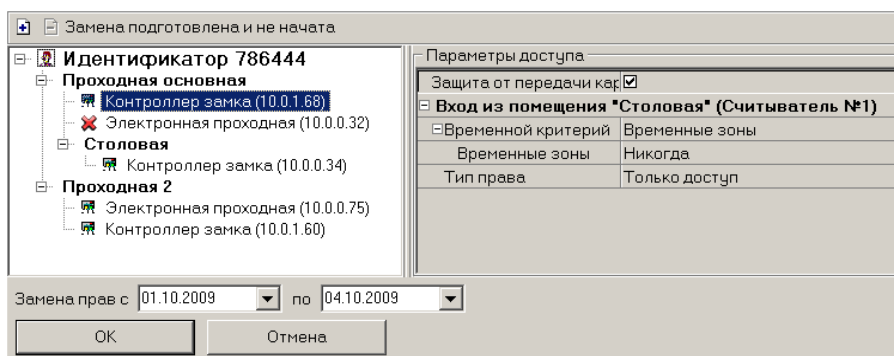 Замена подготовлена и не начата
Идентификатор 786444
Проходная основная
Контроллер замка (10.0.1.68)
Электронная проходная (10.0.0.32)
Столовая
Контроллер замка (10.0.0.34)
Проходная 2
Электронная проходная (10.0.0.75)
Контроллер замка (10.0.1.60)
Параметры доступа
Защита от передачи кар
Вход из помещения "Столовая" (Считыватель №1)
Временной критерий Временные зоны
Временные зоны Никогда
Тип права Только доступ
Замена прав с 01.10.2009 по 04.10.2009
OK Отмена